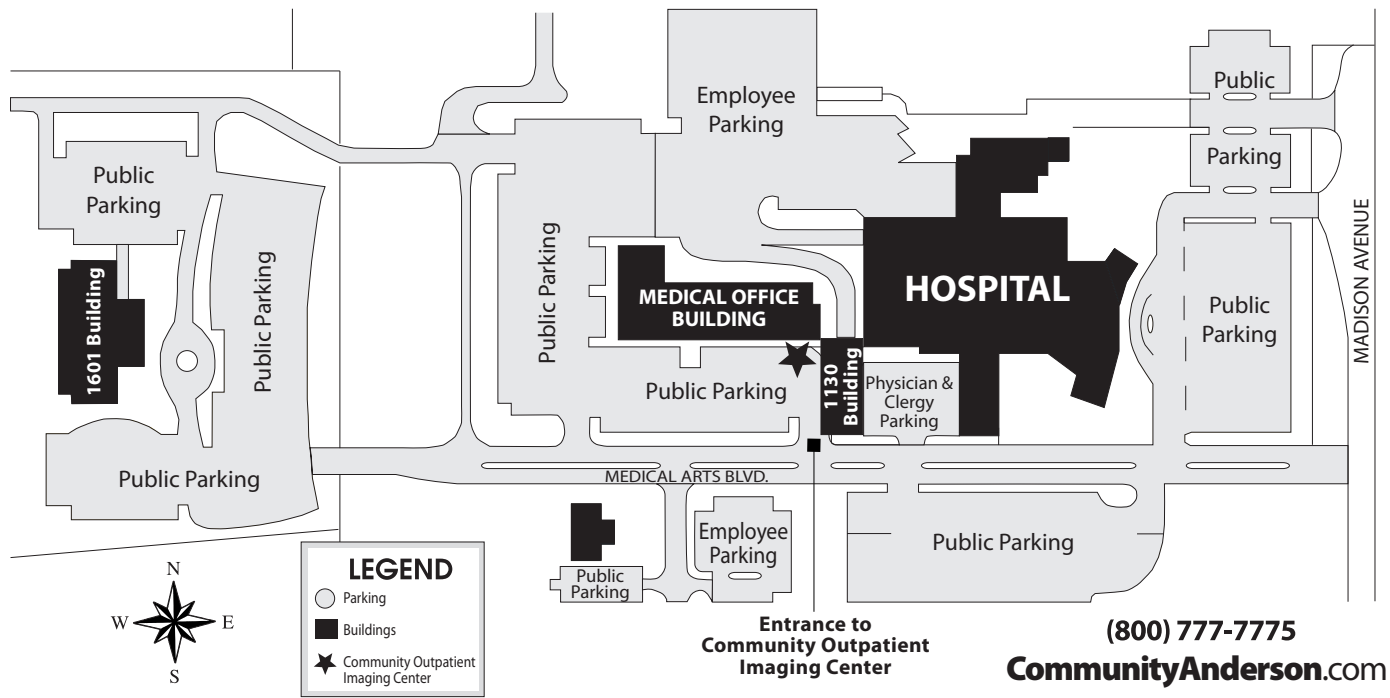 Public
Parking
1601 Building
Public Parking
Public Parking
Public Parking
Employee
Parking
MEDICAL OFFICE
BUILDING
Public Parking
1130
Building
HOSPITAL
Physician &
Clergy
Parking
Public
Parking
Public
Parking
MADISON AVENUE
MEDICAL ARTS BLVD.
Employee
Parking
Public
Parking
Public Parking
Entrance to
Community Outpatient
Imaging Center
N
W
E
S
LEGEND
Parking
Buildings
Community Outpatient
Imaging Center
(800) 777-7775
CommunityAnderson.com